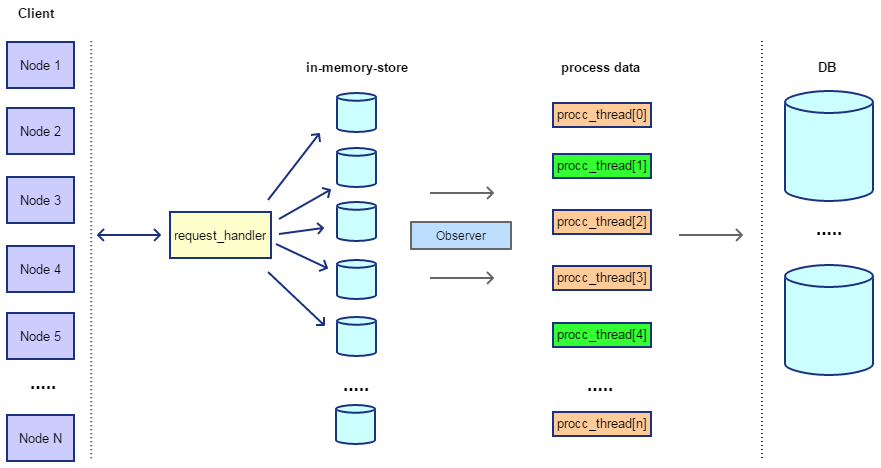 Client
Node 1
Node 2
Node 3
Node 4
Node 5
.....
Node N
request_handler
in-memory-store
.....
Observer
process data
procc_thread[0]
procc_thread[1]
procc_thread[2]
procc_thread[3]
procc_thread[4]
.....
procc_thread[n]
DB
.....